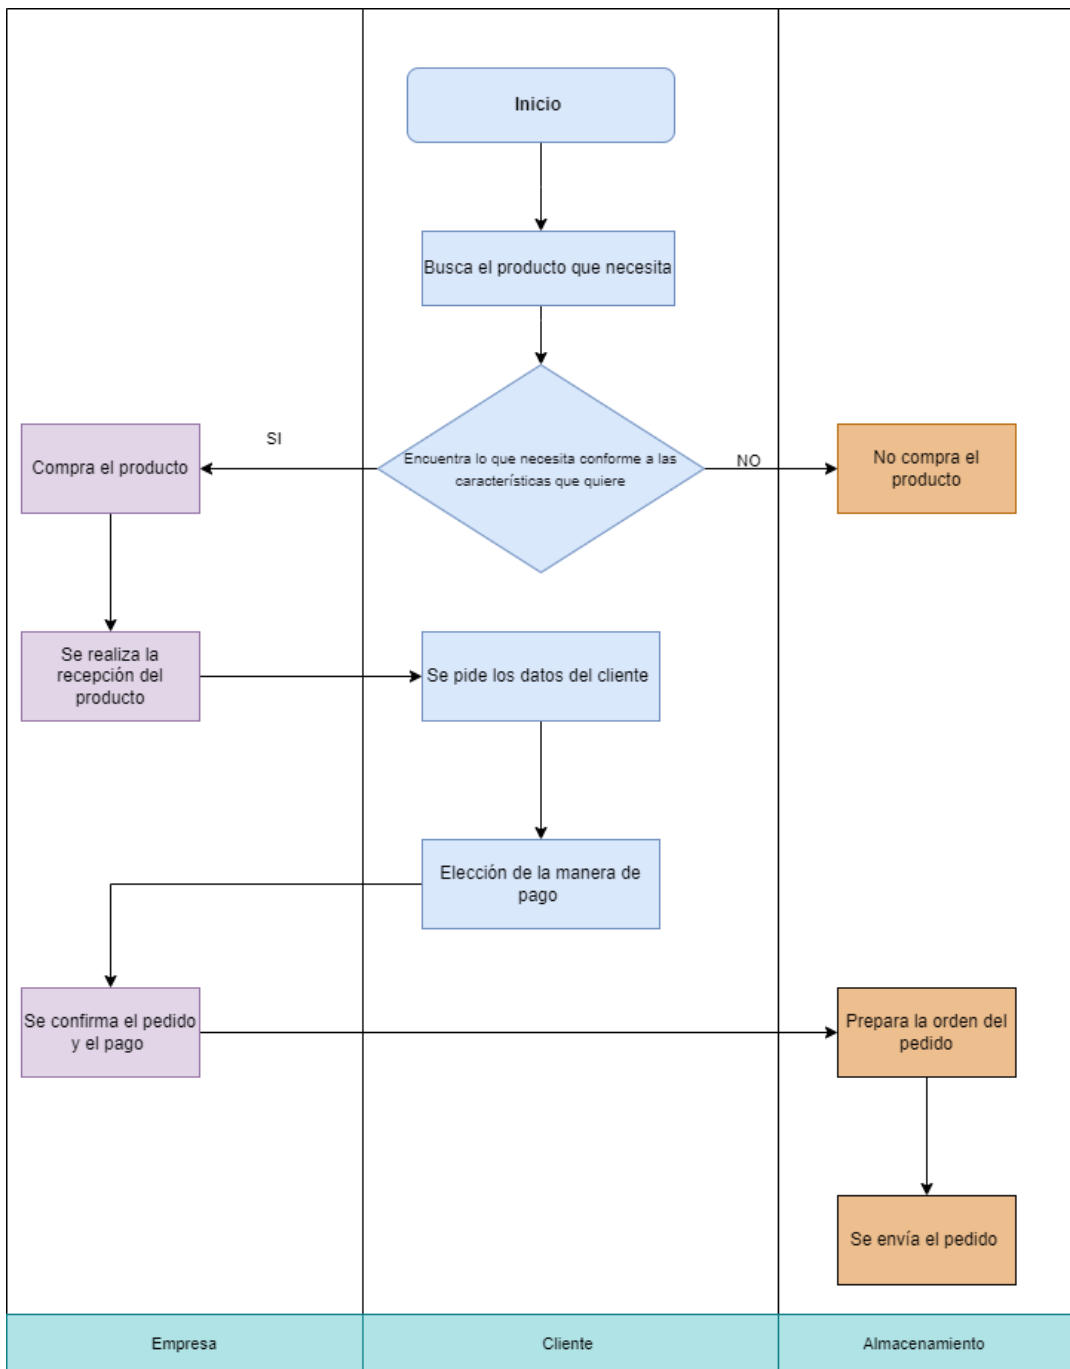 Inicio
Busca el producto que necesita
SI
Compra el producto
Encuentra lo que necesita conforme a las
características que quiere
NO
No compra el
producto
Se realiza la
recepción del
producto
Se pide los datos del cliente
Elección de la manera de
pago
Se confirma el pedido
y el pago
Prepara la orden del
pedido
Se envía el pedido
Empresa
Cliente
Almacenamiento